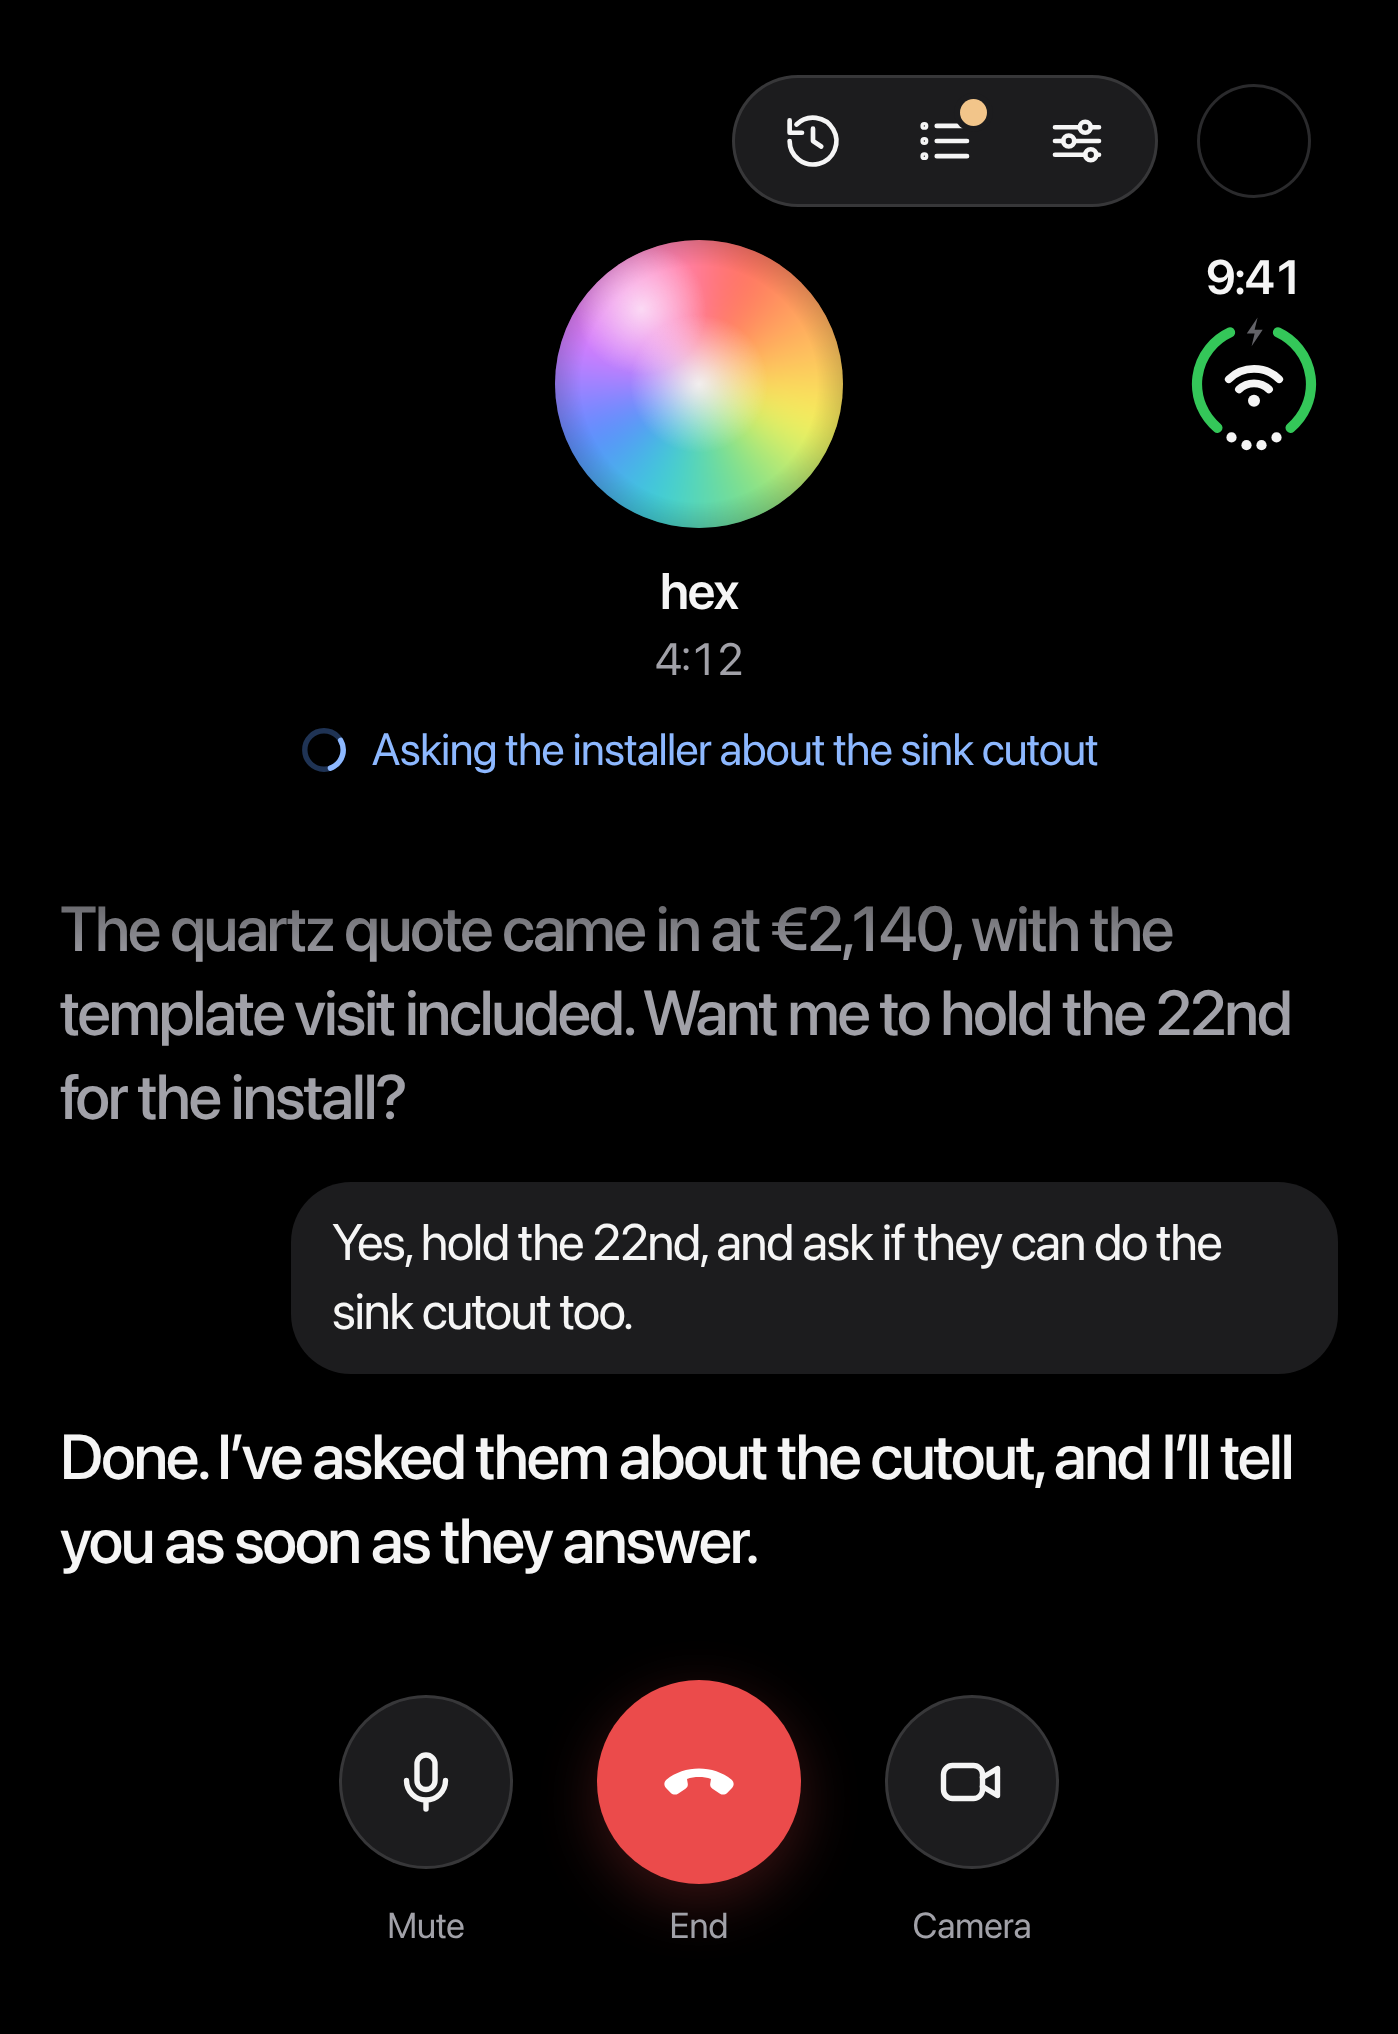 9:41
hex
4:12
Asking the installer about the sink cutout
The quartz quote came in at €2,140, with the
template visit included. Want me to hold the 22nd
for the install?
Yes, hold the 22nd, and ask if they can do the
sink cutout too.
Done. I’ve asked them about the cutout, and I’ll tell
you as soon as they answer.
Mute
End
Camera